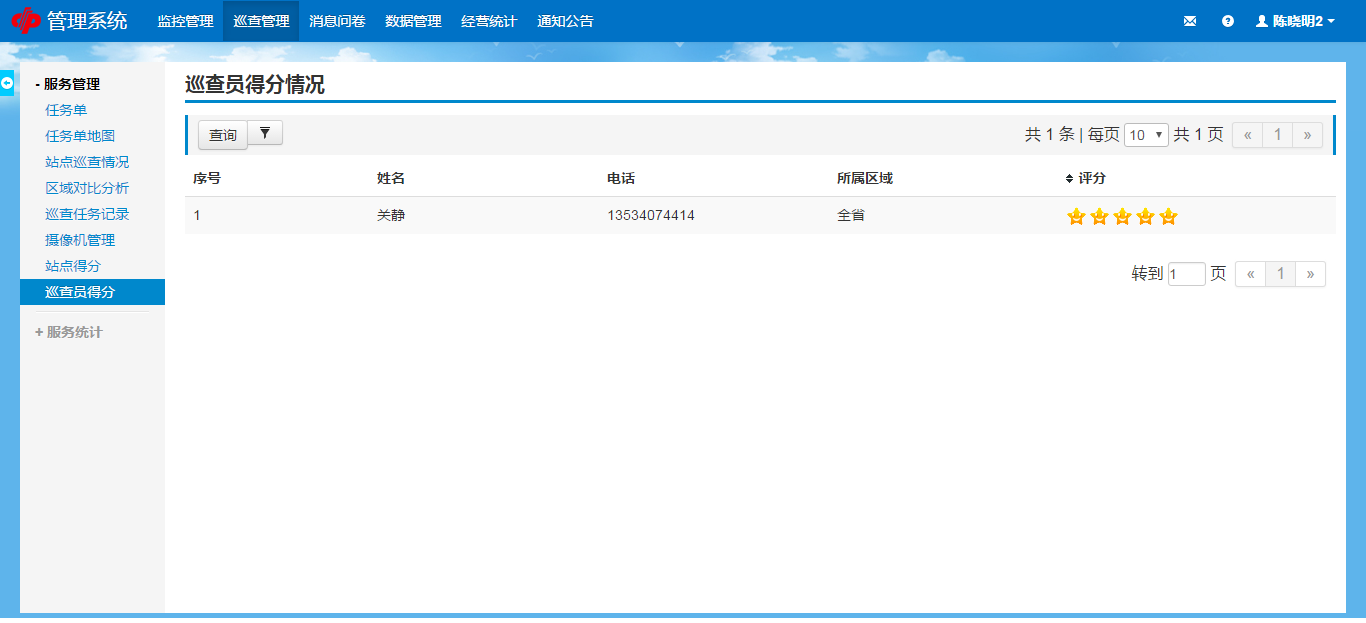 管理系统 监控管理 巡查管理 消息问卷 数据管理 经营统计 通知公告 陈晓明2
- 服务管理
任务单
任务单地图
站点巡查情况
区域对比分析
巡查任务记录
摄像机管理
站点得分
巡查员得分
+ 服务统计
巡查员得分情况
查询 共 1 条 | 每页 10 共 1 页 « 1 »
序号 姓名 电话 所属区域 评分
1 关静 13534074414 全省
转到 1 页 « 1 »